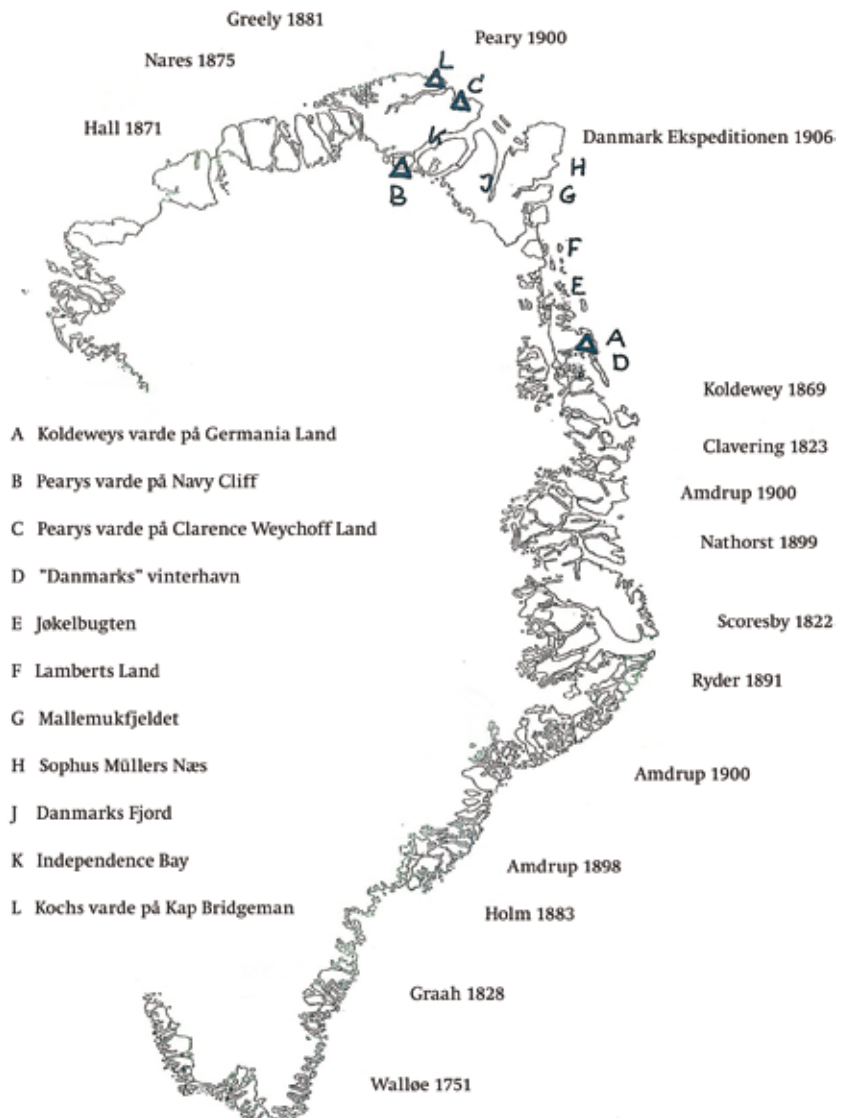 Greely 1881
Peary 1900
Nares 1875
L
C
Hall 1871
K
Danmark Ekspeditionen 1906
H
J
G
B
F
E
A
D
Koldewey 1869
A Koldeweys varde på Germania Land
Clavering 1823
B Pearys varde på Navy Cliff
Amdrup 1900
C Pearys varde på Clarence Weychoff Land
Nathorst 1899
D "Danmarks" vinterhavn
E Jøkelbugten
Scoresby 1822
F Lamberts Land
Ryder 1891
G Mallemukfjeldet
H Sophus Müllers Næs
Amdrup 1900
J Danmarks Fjord
K Independence Bay
Amdrup 1898
L Kochs varde på Kap Bridgeman
Holm 1883
Graah 1828
Walløe 1751